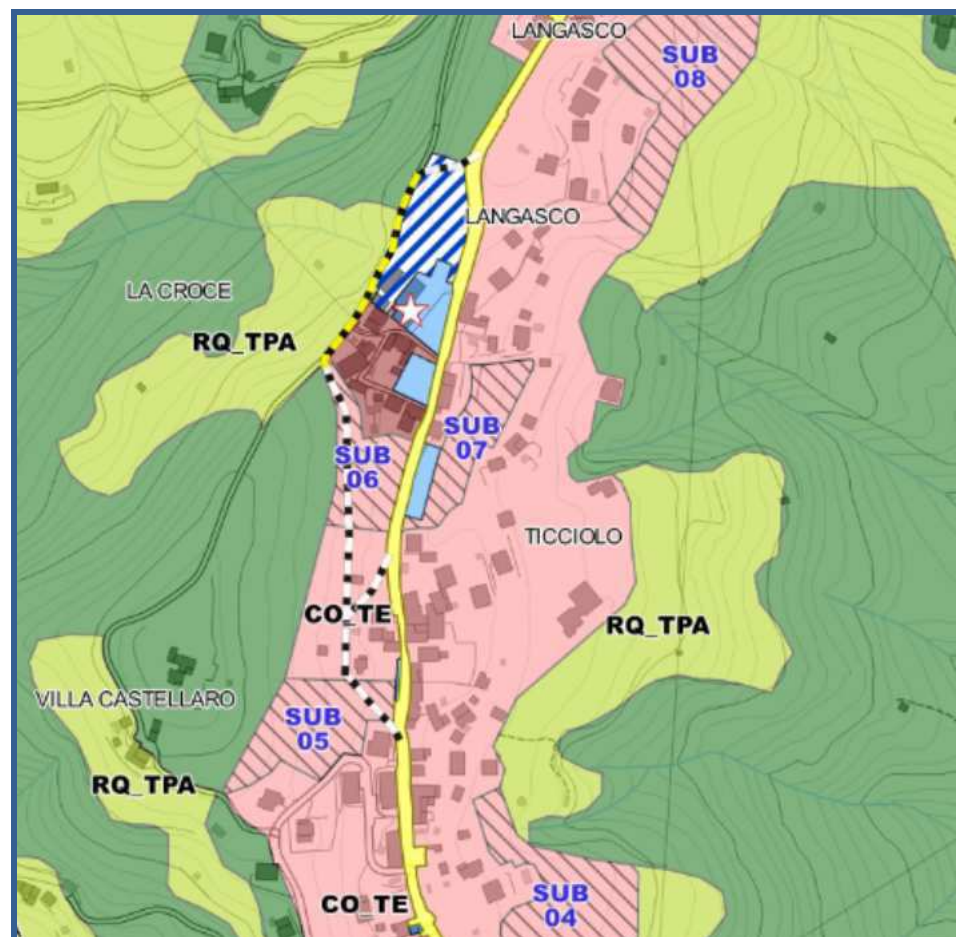 LANGASCO
SUB
08
LANGASCO
LA CROCE
RQ_TPA
SUB
07
SUB
06
TICCIOLO
CO_TE
RQ_TPA
VILLA CASTELLARO
SUB
05
RQ_TPA
SUB
04
CO_TE